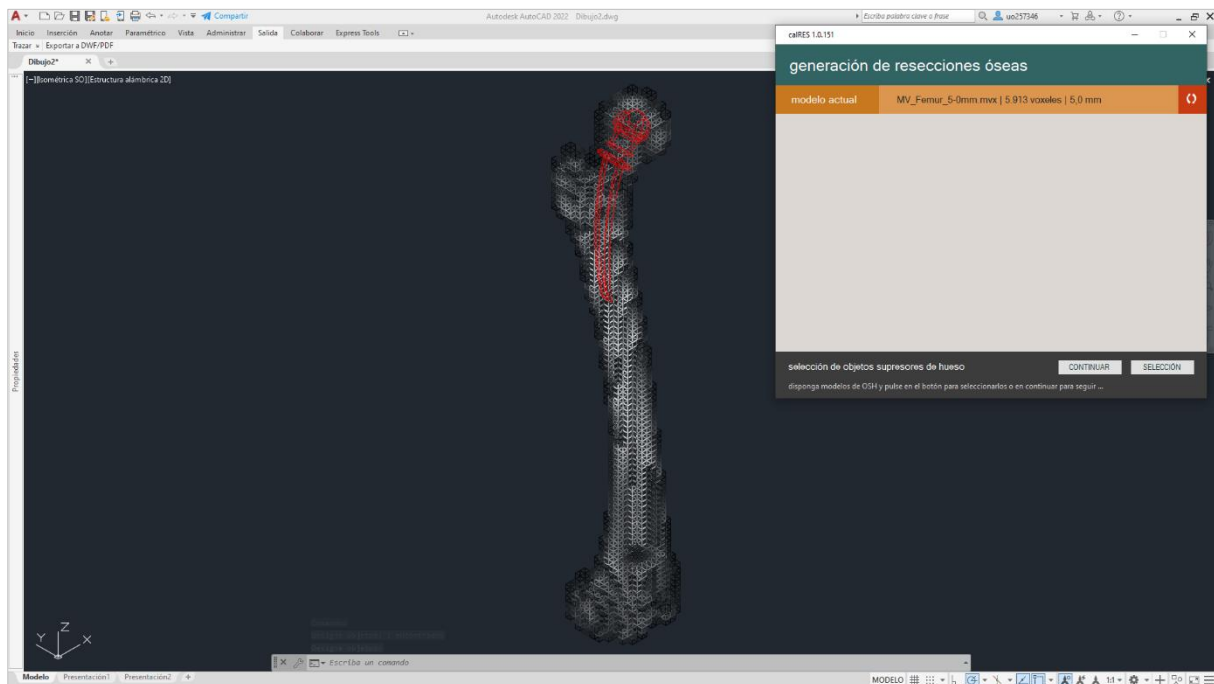 Compartir
Autodesk AutoCAD 2022 Dibujo2.dwg
Escriba palabra clave o frase
uo257346
Inicio Inserción Anotar Paramétrico Vista Administrar Salida Colaborar Express Tools
Trazar Exportar a DWF/PDF
Dibujo2*
[−][Isométrica SO][Estructura alámbrica 2D]
calRES 1.0.151
generación de resecciones óseas
modelo actual MV_Femur_5-0mm.mvx | 5.913 voxeles | 5,0 mm
selección de objetos supresores de hueso CONTINUAR SELECCIÓN
disponga modelos de OSH y pulse en el botón para seleccionarlos o en continuar para seguir ...
Propiedades
Z
Y X
Escriba un comando
Modelo Presentación1 Presentación2 +
MODELO 1:1